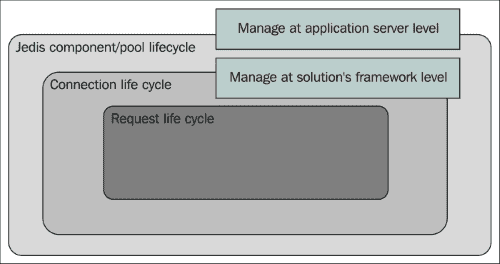 Manage at application server level
Jedis component/pool lifecycle
Manage at solution's framework level
Connection life cycle
Request life cycle